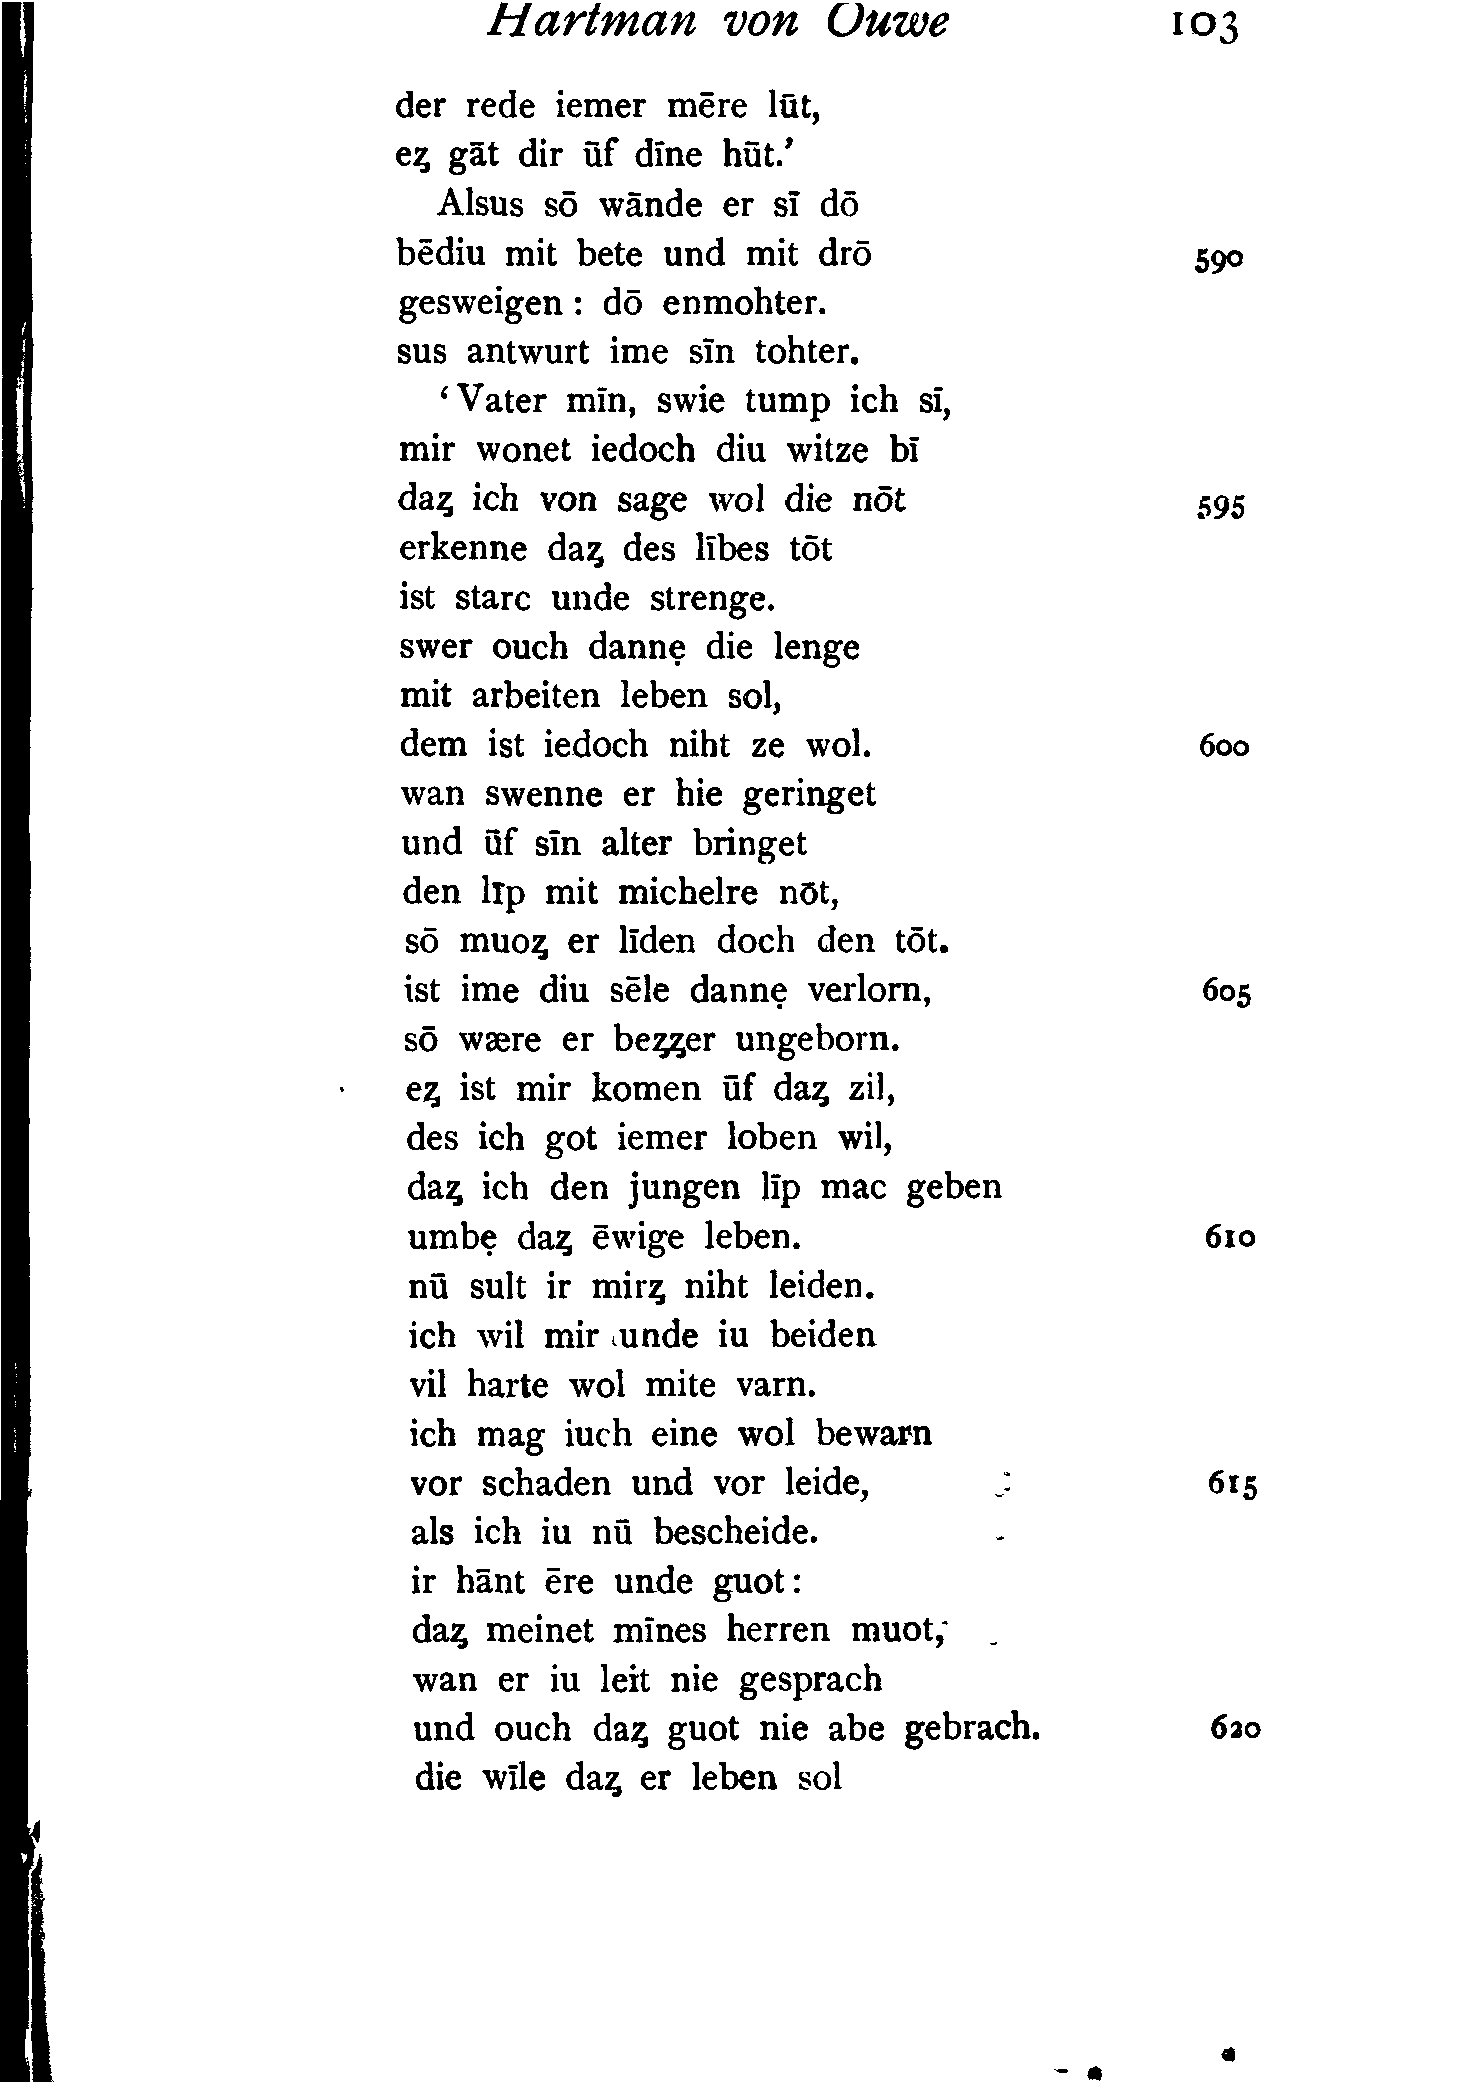 Hartman von Ouwe 103
der rede iemer mēre lūt,
eȥ gāt dir ūf dīne hūt.’
Alsus sō wānde er sī dō
bēdiu mit bete und mit drō 590
gesweigen : dō enmohter.
sus antwurt ime sīn tohter.
‘Vater mīn, swie tump ich sī,
mir wonet iedoch diu witze bī
daȥ ich von sage wol die nōt 595
erkenne daȥ des lībes tōt
ist starc unde strenge.
swer ouch dannẹ die lenge
mit arbeiten leben sol,
dem ist iedoch niht ze wol. 600
wan swenne er hie geringet
und ūf sīn alter bringet
den līp mit michelre nōt,
sō muoȥ er līden doch den tōt.
ist ime diu sēle dannẹ verlorn, 605
sō wære er beȥȥer ungeborn.
eȥ ist mir komen ūf daȥ zil,
des ich got iemer loben wil,
daȥ ich den jungen līp mac geben
umbẹ daȥ ēwige leben. 610
nū sult ir mirȥ niht leiden.
ich wil mir unde iu beiden
vil harte wol mite varn.
ich mag iuch eine wol bewarn
vor schaden und vor leide, 615
als ich iu nū bescheide.
ir hānt ēre unde guot :
daȥ meinet mīnes herren muot,
wan er iu leit nie gesprach
und ouch daȥ guot nie abe gebrach. 620
die wīle daȥ er leben sol